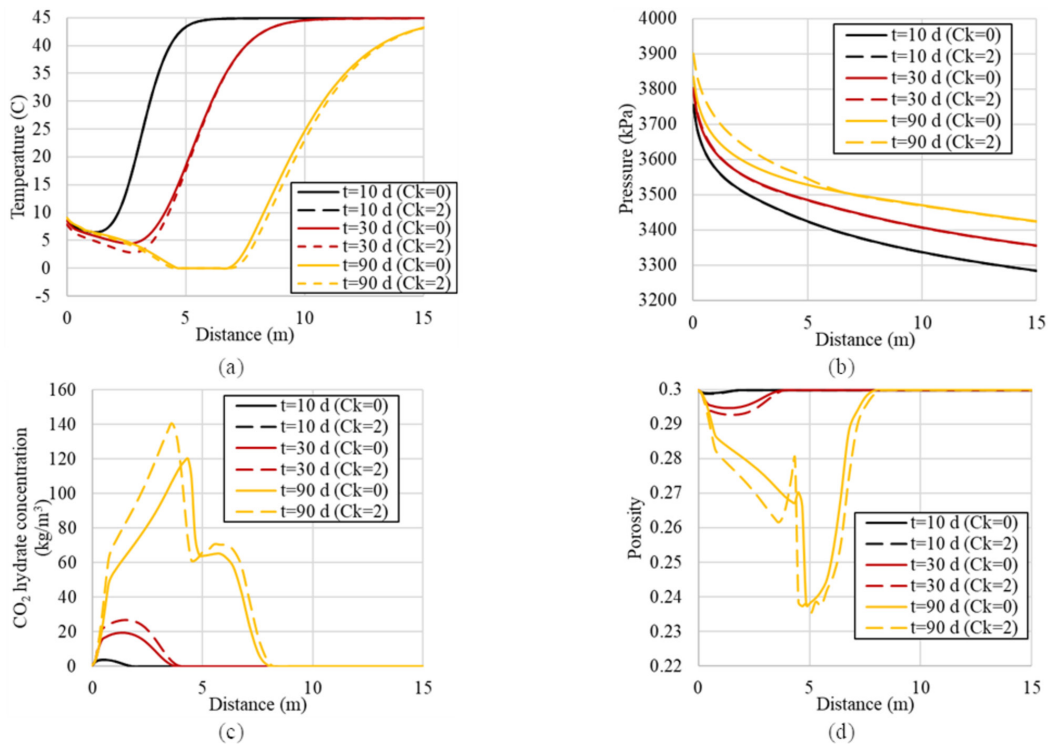 45
40
35
30
25
20
15
10
5
0
-5
Temperature (C)
0
5
10
15
Distance (m)
t=10 d (Ck=0)
t=10 d (Ck=2)
t=30 d (Ck=0)
t=30 d (Ck=2)
t=90 d (Ck=0)
t=90 d (Ck=2)
(a)
4000
3900
3800
3700
3600
3500
3400
3300
3200
Pressure (kPa)
0
5
10
15
Distance (m)
t=10 d (Ck=0)
t=10 d (Ck=2)
t=30 d (Ck=0)
t=30 d (Ck=2)
t=90 d (Ck=0)
t=90 d (Ck=2)
(b)
160
140
120
100
80
60
40
20
0
CO₂ hydrate concentration
(kg/m³)
0
5
10
15
Distance (m)
t=10 d (Ck=0)
t=10 d (Ck=2)
t=30 d (Ck=0)
t=30 d (Ck=2)
t=90 d (Ck=0)
t=90 d (Ck=2)
(c)
0.3
0.29
0.28
0.27
0.26
0.25
0.24
0.23
0.22
Porosity
0
5
10
15
Distance (m)
t=10 d (Ck=0)
t=10 d (Ck=2)
t=30 d (Ck=0)
t=30 d (Ck=2)
t=90 d (Ck=0)
t=90 d (Ck=2)
(d)